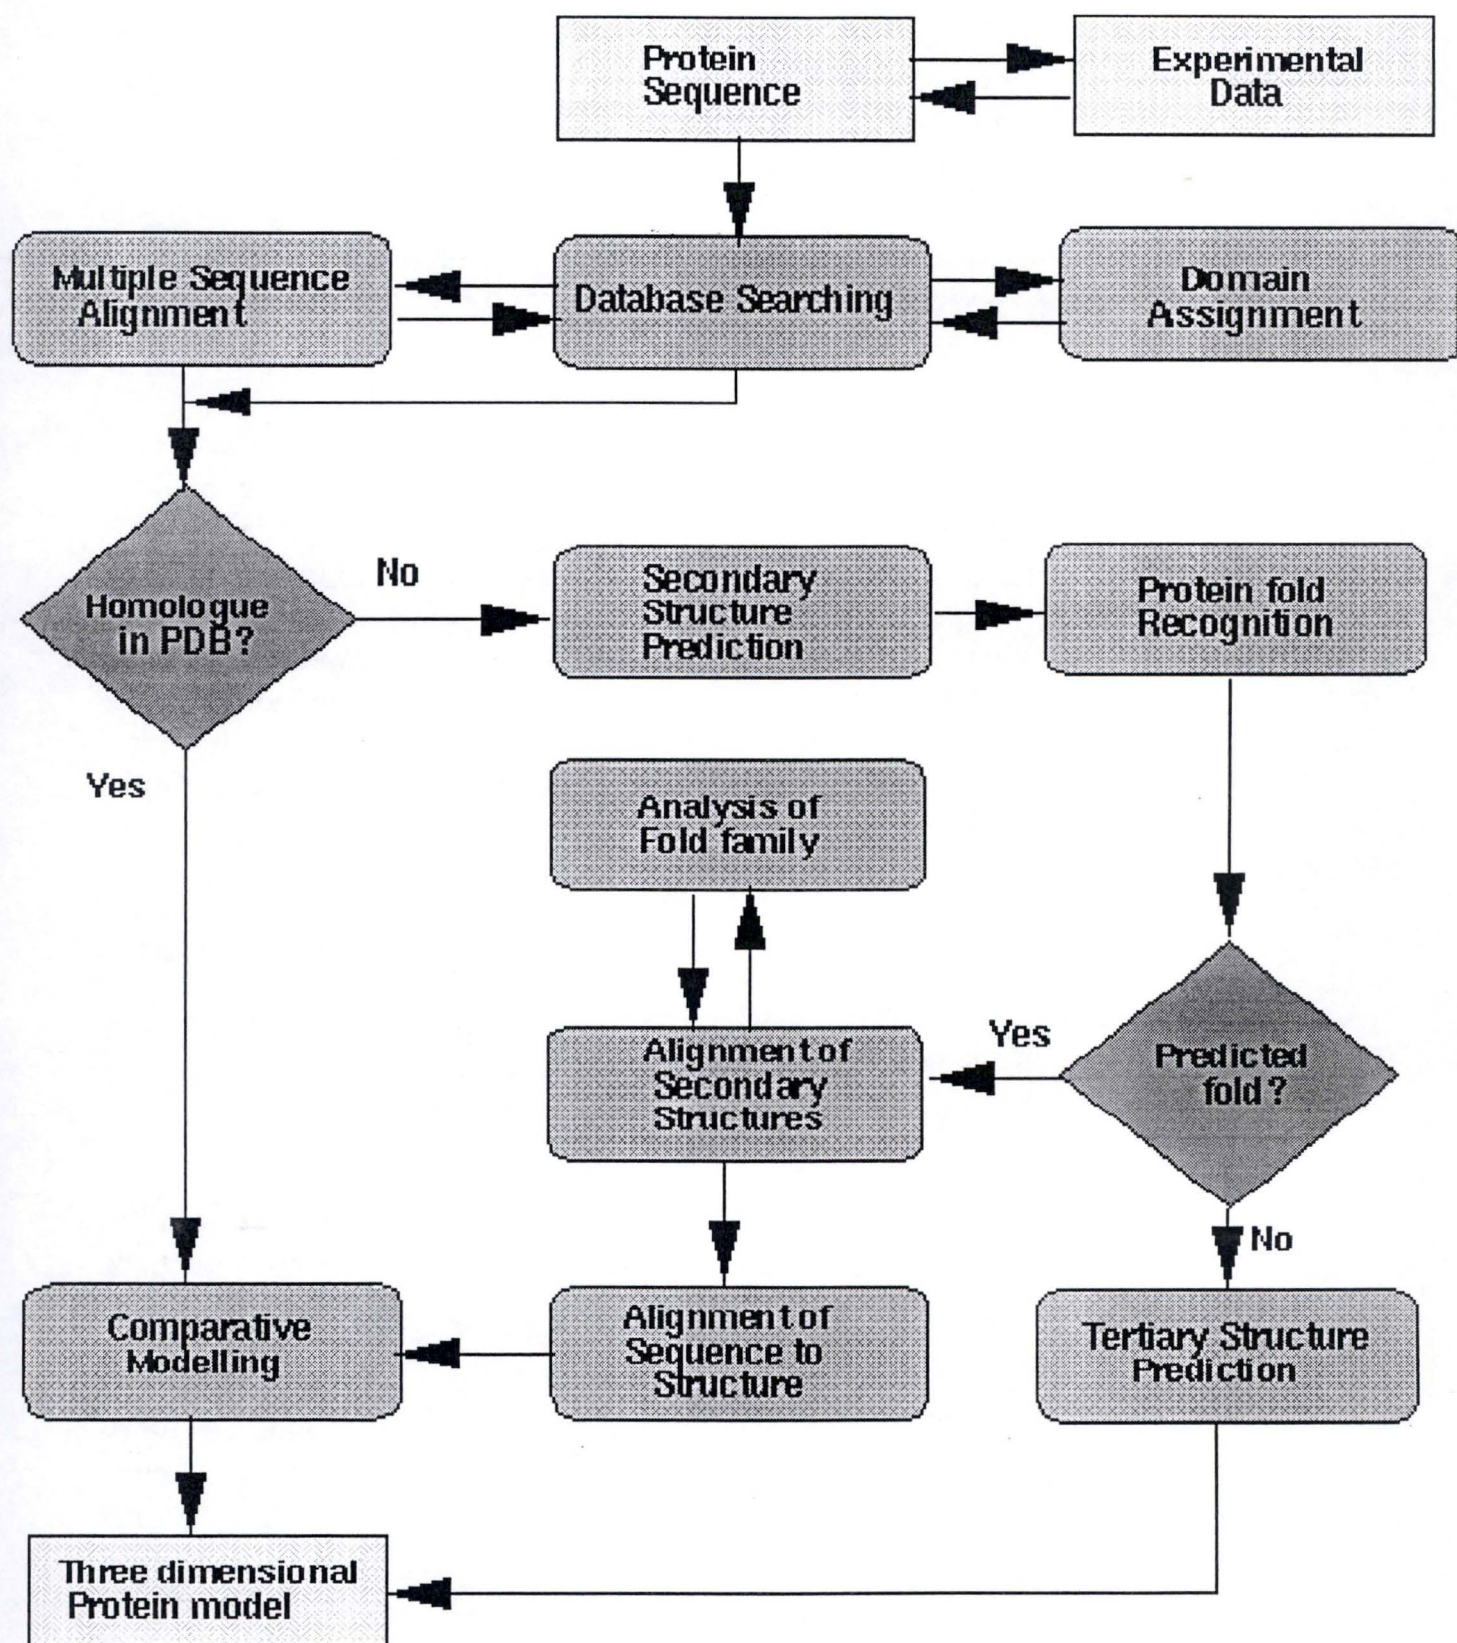 Protein
Sequence
Experimental
Data
Multiple Sequence
Alignment
Database Searching
Domain
Assignment
Homologue
in PDB?
No
Secondary
Structure
Prediction
Protein fold
Recognition
Yes
Analysis of
Fold family
Alignment of
Secondary
Structures
Yes
Predicted
fold?
No
Comparative
Modelling
Alignment of
Sequence to
Structure
Tertiary Structure
Prediction
Three dimensional
Protein model